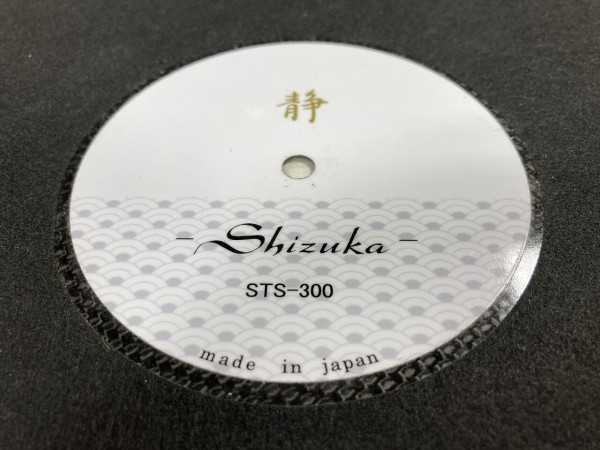 静
- Shizuka -
STS-300
made in japan